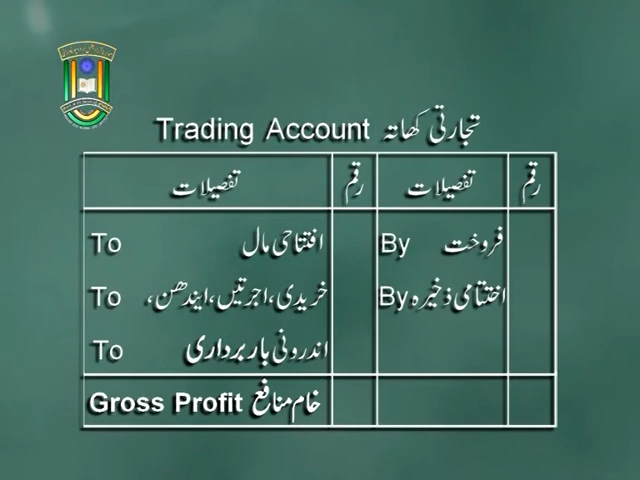 Trading Account تجارتی کھاتہ
تفصیلات رقم تفصیلات رقم
To افتتاحی مال By فروخت
To خریدی، اجرتیں، ایندھن، By اختتامی ذخیرہ
To اندرونی باربرداری
Gross Profit خام منافع